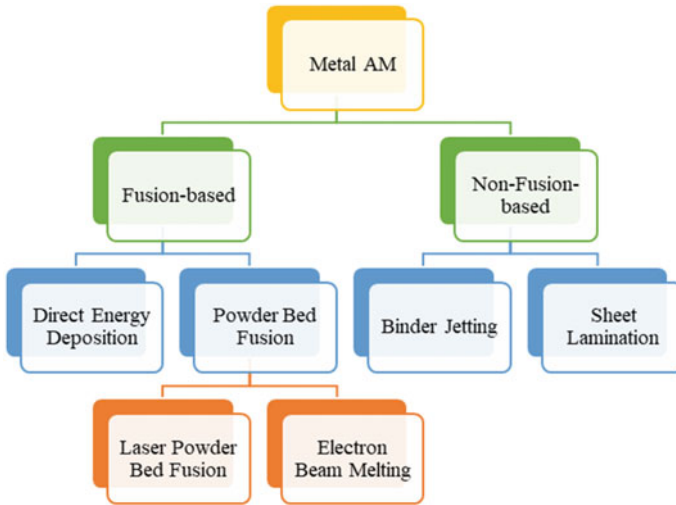 Metal AM
Fusion-based
Non-Fusion-
based
Direct Energy
Deposition
Powder Bed
Fusion
Binder Jetting
Sheet
Lamination
Laser Powder
Bed Fusion
Electron
Beam Melting